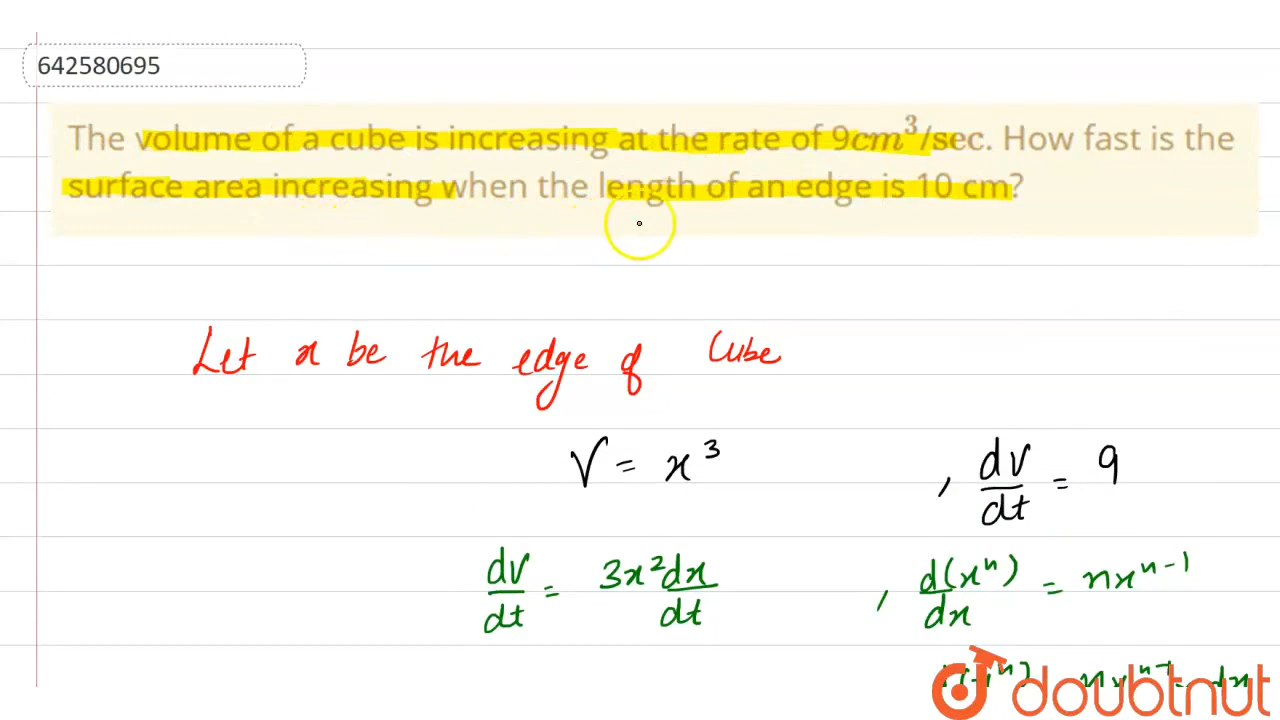 642580695
The volume of a cube is increasing at the rate of 9cm³/sec. How fast is the
surface area increasing when the length of an edge is 10 cm?
Let x be the edge of Cube
V = x³ , dV/dt = 9
dV/dt = 3x² dx/dt , d(xⁿ)/dx = nxⁿ⁻¹
doubtnut